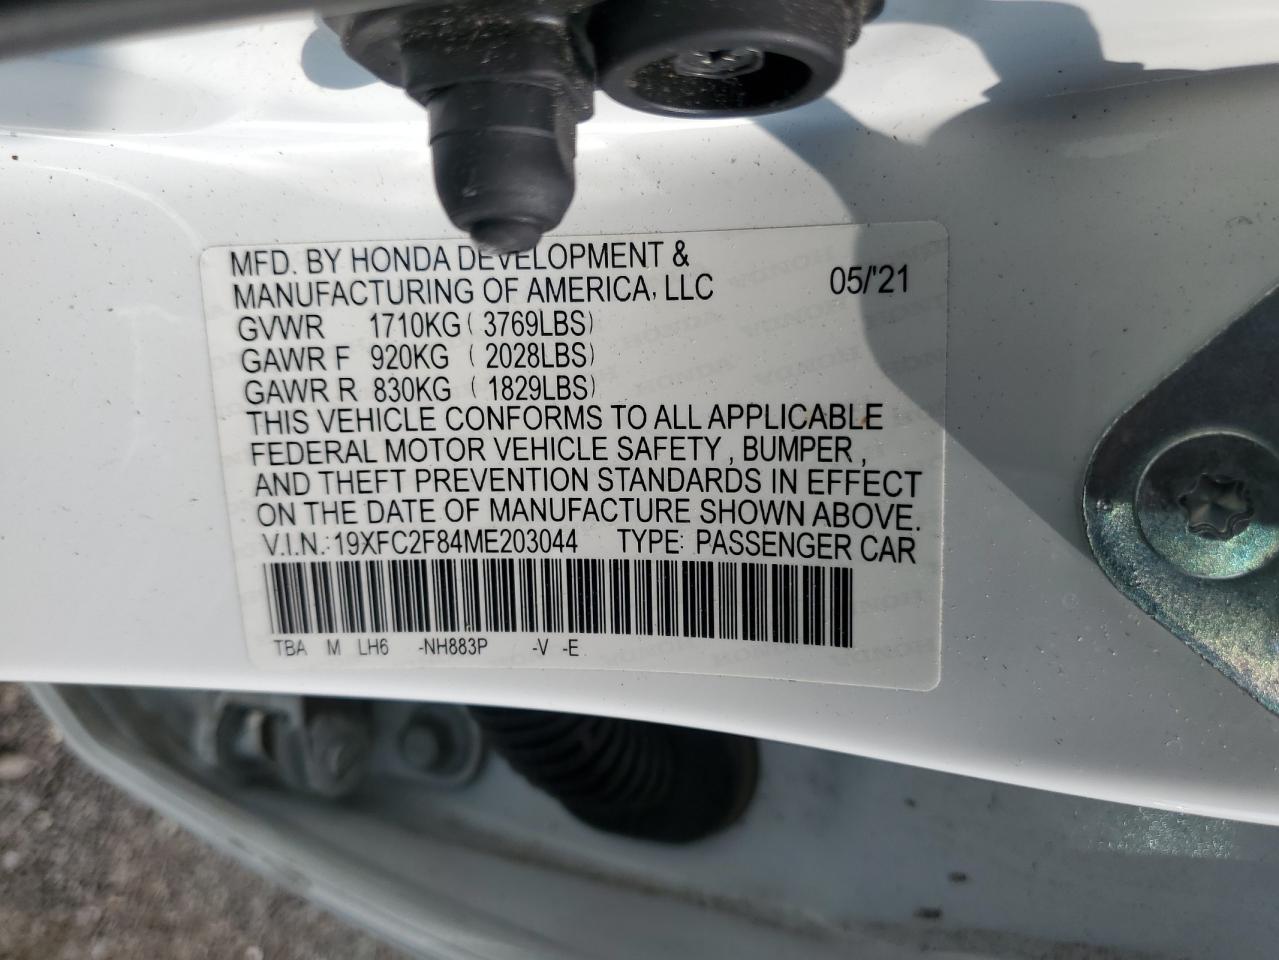 MFD. BY HONDA DEVELOPMENT &
MANUFACTURING OF AMERICA, LLC 05/'21
GVWR 1710KG( 3769LBS)
GAWR F 920KG ( 2028LBS)
GAWR R 830KG ( 1829LBS)
THIS VEHICLE CONFORMS TO ALL APPLICABLE
FEDERAL MOTOR VEHICLE SAFETY , BUMPER ,
AND THEFT PREVENTION STANDARDS IN EFFECT
ON THE DATE OF MANUFACTURE SHOWN ABOVE.
V.I.N.:19XFC2F84ME203044 TYPE: PASSENGER CAR
TBA M LH6 -NH883P -V -E